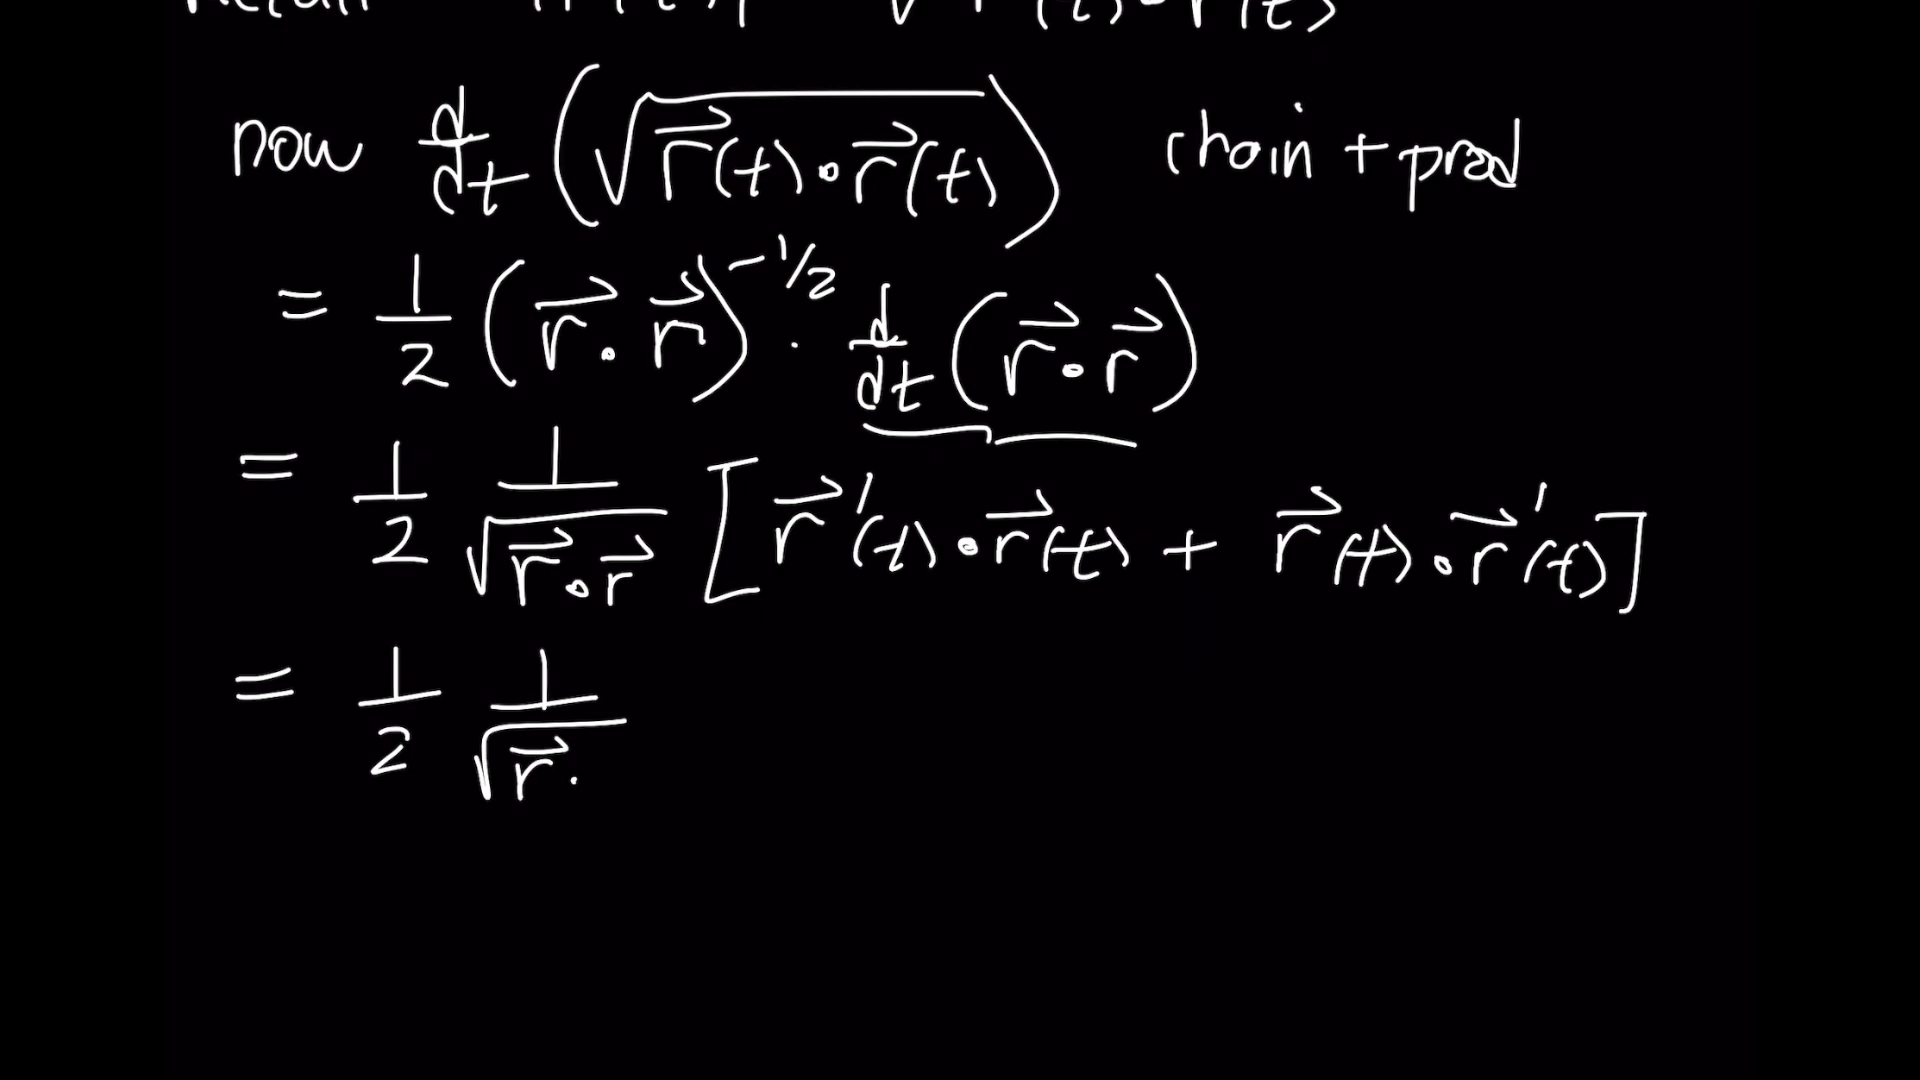 |r⃗(t)| √r⃗(t)∘r⃗(t)
now d/dt (√(r⃗(t)∘r⃗(t))) chain + prod
= 1/2 (r⃗∘r⃗)^(-1/2) · d/dt (r⃗∘r⃗)
= 1/2 1/√(r⃗∘r⃗) [r⃗'(t)∘r⃗(t) + r⃗(t)∘r⃗'(t)]
= 1/2 1/√(r⃗·